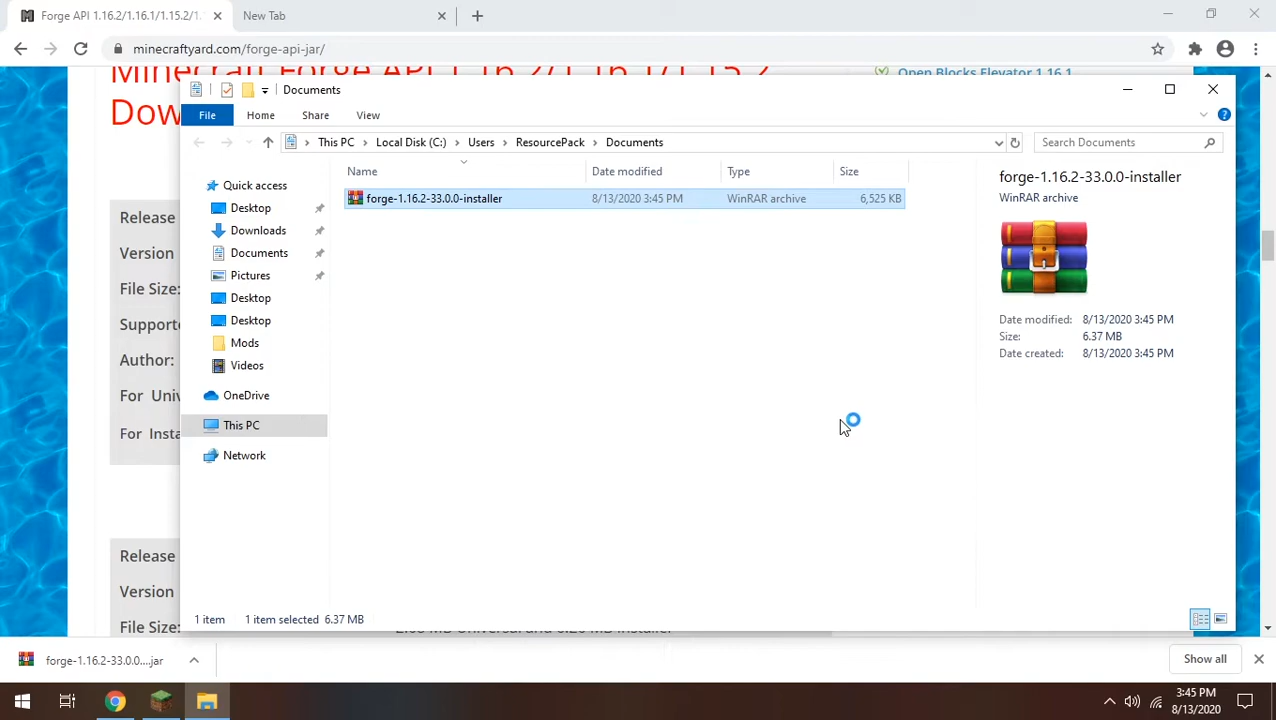 Forge API 1.16.2/1.16.1/1.15.2/1.
New Tab
minecraftyard.com/forge-api-jar/
Minecraft Forge API 1.16.2/1.16.1/1.15.2
Dow
Open Blocks Elevator 1.16.1
Documents
File
Home
Share
View
This PC
Local Disk (C:)
Users
ResourcePack
Documents
Search Documents
Name
Date modified
Type
Size
forge-1.16.2-33.0.0-installer
8/13/2020 3:45 PM
WinRAR archive
6,525 KB
Quick access
Desktop
Downloads
Documents
Pictures
Desktop
Desktop
Mods
Videos
OneDrive
This PC
Network
forge-1.16.2-33.0.0-installer
WinRAR archive
Date modified: 8/13/2020 3:45 PM
Size: 6.37 MB
Date created: 8/13/2020 3:45 PM
Release
Version
File Size:
Supporte
Author:
For Univ
For Insta
Release
Version
File Size:
1 item
1 item selected 6.37 MB
forge-1.16.2-33.0.0....jar
Show all
3:45 PM
8/13/2020